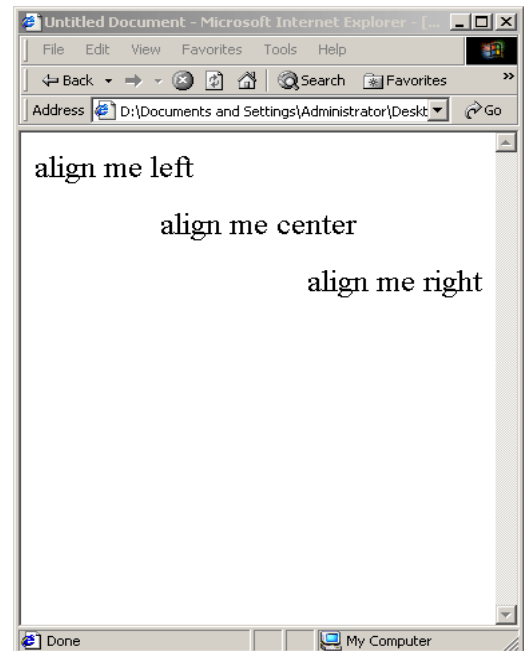 Untitled Document - Microsoft Internet Explorer - [...
File Edit View Favorites Tools Help
Back Search Favorites »
Address D:\Documents and Settings\Administrator\Deskt Go
align me left
align me center
align me right
Done My Computer